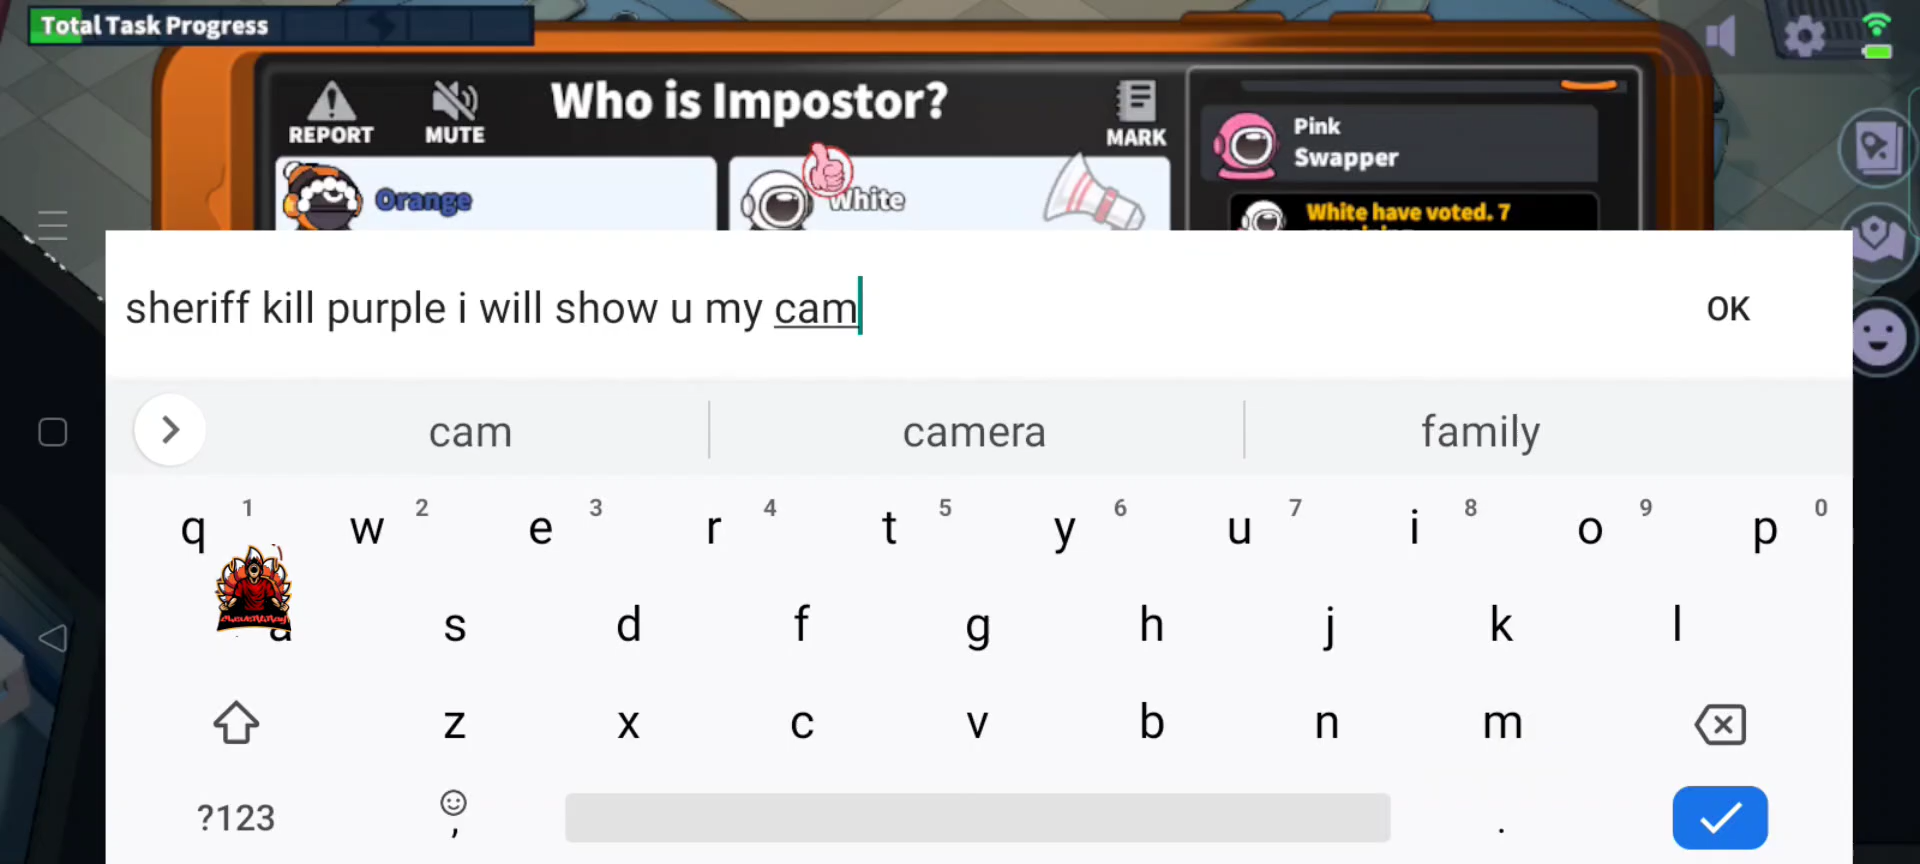 Total Task Progress
REPORT
MUTE
Who is Impostor?
MARK
Orange
White
Pink
Swapper
White have voted. 7
sheriff kill purple i will show u my cam
OK
cam
camera
family
q 1 w 2 e 3 r 4 t 5 y 6 u 7 i 8 o 9 p 0
a s d f g h j k l
z x c v b n m
?123 , .